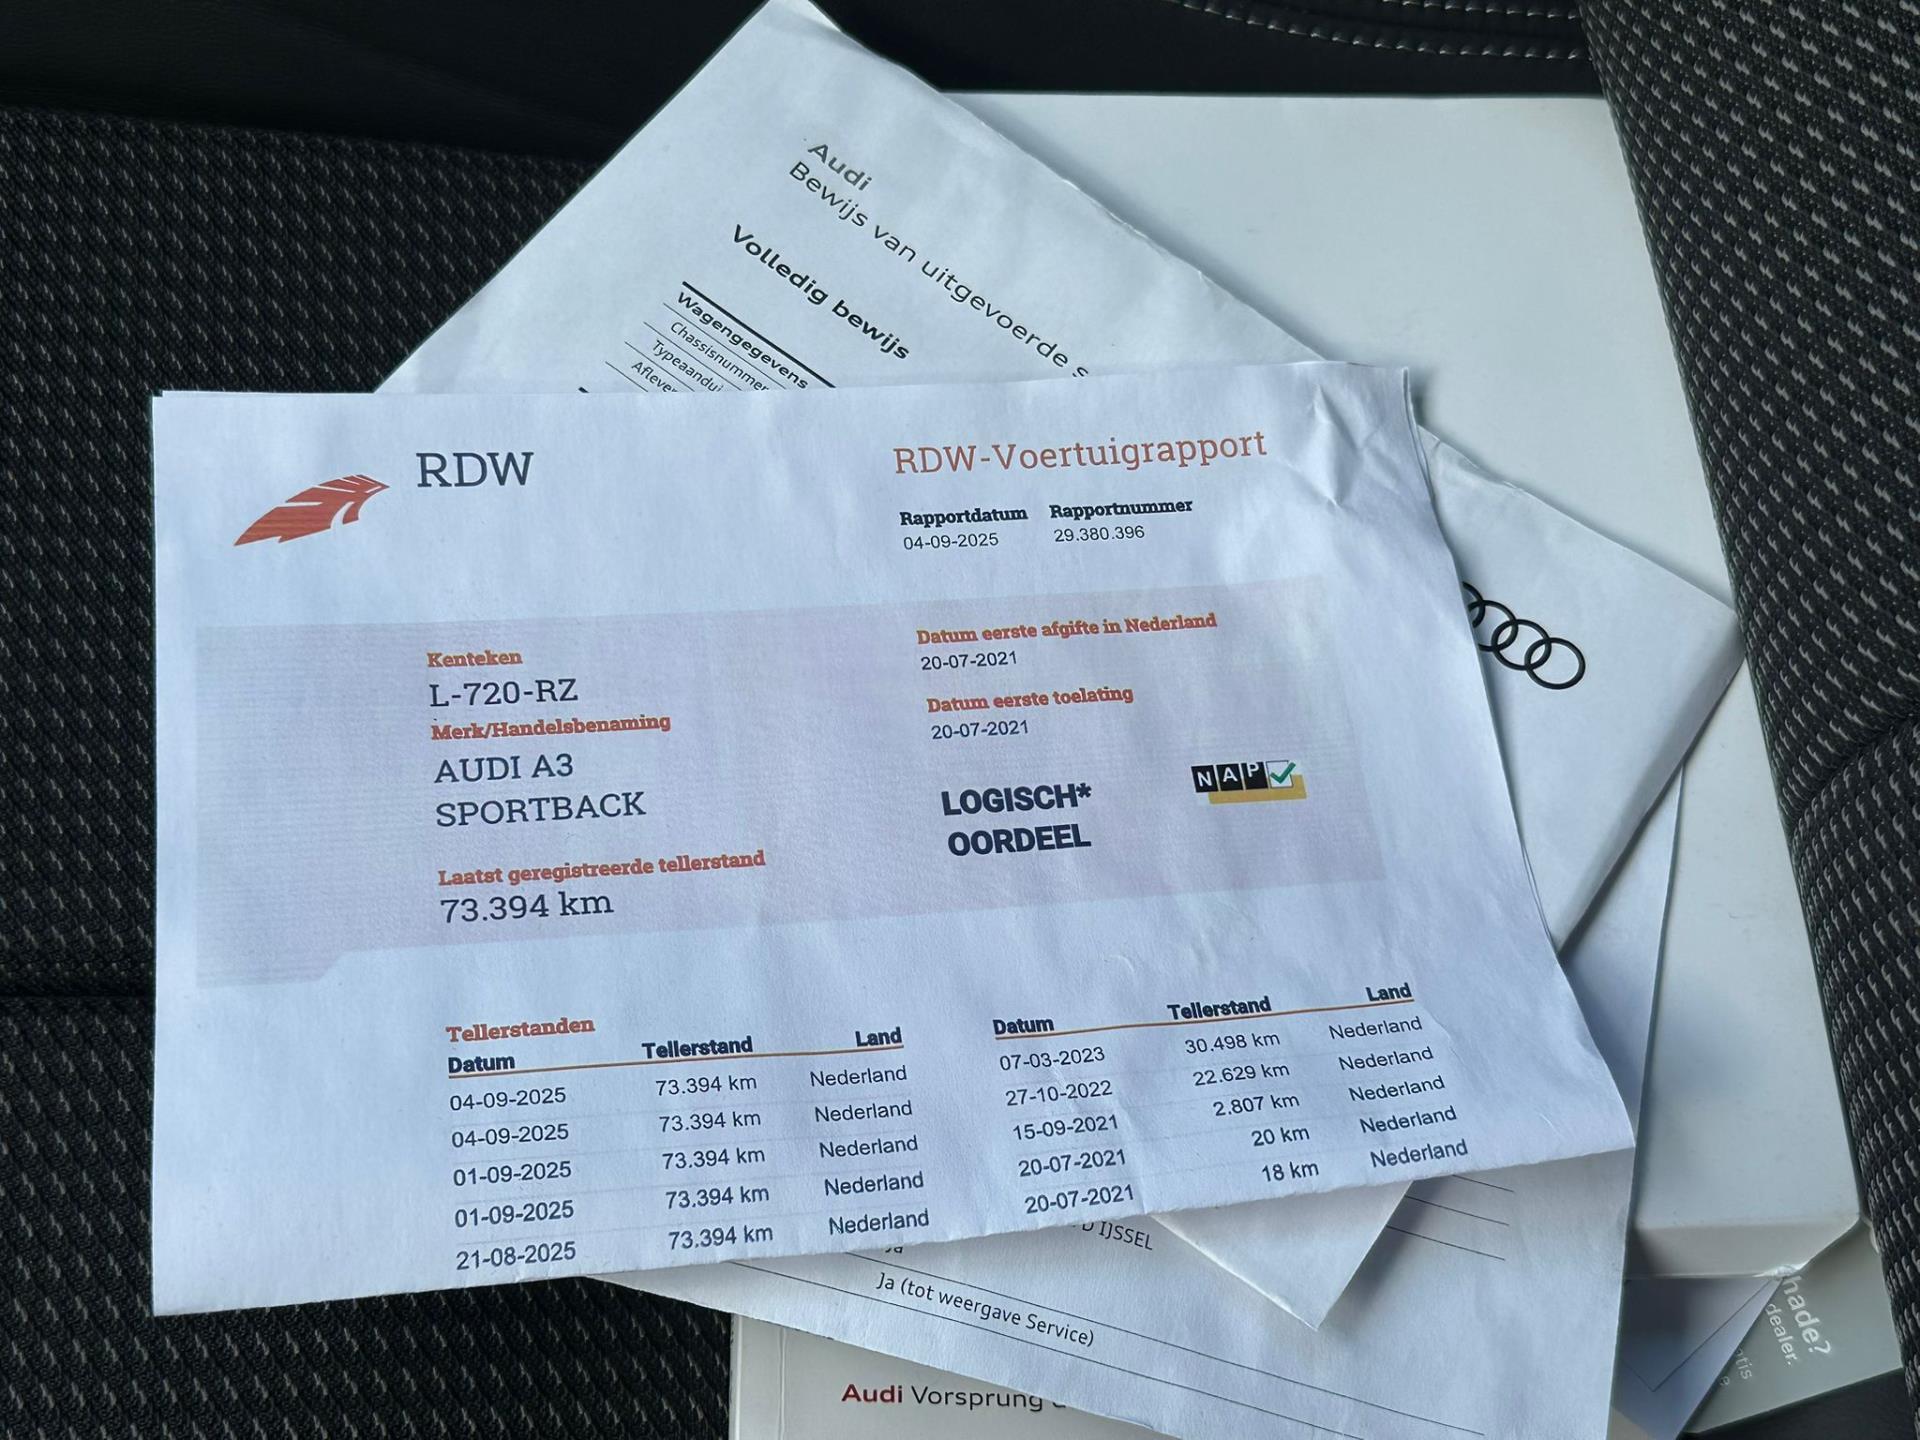 Audi
Bewijs van uitgevoerde s
Volledig bewijs
Wagengegevens
Chassisnummer
Typeaandui
Aflever
RDW
RDW-Voertuigrapport
Rapportdatum Rapportnummer
04-09-2025 29.380.396
Kenteken
L-720-RZ
Merk/Handelsbenaming
AUDI A3
SPORTBACK
Laatst geregistreerde tellerstand
73.394 km
Datum eerste afgifte in Nederland
20-07-2021
Datum eerste toelating
20-07-2021
LOGISCH*
OORDEEL
NAP
Tellerstanden
Datum Tellerstand Land
04-09-2025 73.394 km Nederland
04-09-2025 73.394 km Nederland
01-09-2025 73.394 km Nederland
01-09-2025 73.394 km Nederland
21-08-2025 73.394 km Nederland
Datum Tellerstand Land
07-03-2023 30.498 km Nederland
27-10-2022 22.629 km Nederland
15-09-2021 2.807 km Nederland
20-07-2021 20 km Nederland
20-07-2021 18 km Nederland
D IJSSEL
Ja
Ja (tot weergave Service)
Audi Vorsprung
hade?
dealer.